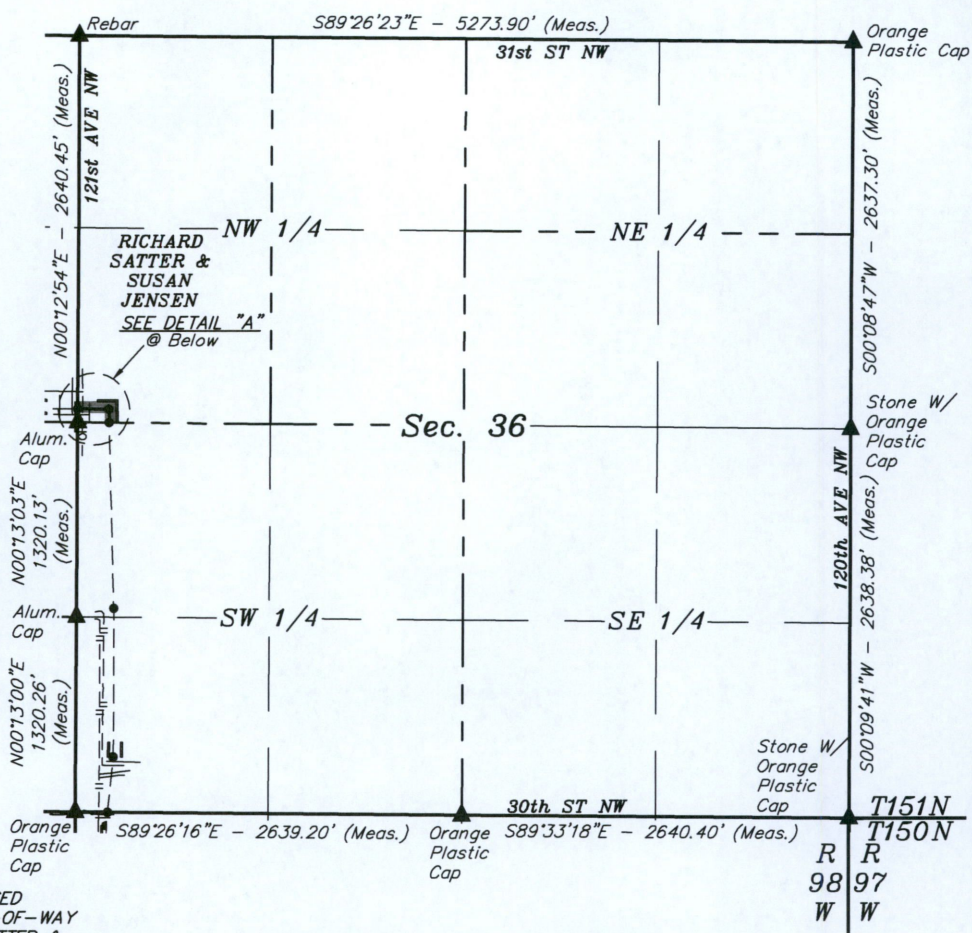 Rebar
S89°26'23"E - 5273.90' (Meas.)
31st ST NW
Orange
Plastic Cap
N00°12'54"E - 2640.45' (Meas.)
121st AVE NW
S00°08'47"W - 2637.30' (Meas.)
NW 1/4
NE 1/4
RICHARD
SATTER &
SUSAN
JENSEN
SEE DETAIL "A"
@ Below
Alum.
Cap
Sec. 36
Stone W/
Orange
Plastic
Cap
N00°13'03"E
1320.13'
(Meas.)
120th AVE NW
S00°09'41"W - 2638.38' (Meas.)
Alum.
Cap
SW 1/4
SE 1/4
N00°13'00"E
1320.26'
(Meas.)
Stone W/
Orange
Plastic
Cap
30th ST NW
T151N
T150N
Orange
Plastic
Cap
S89°26'16"E - 2639.20' (Meas.)
Orange
Plastic
Cap
S89°33'18"E - 2640.40' (Meas.)
R R
98 97
W W
OF-WAY